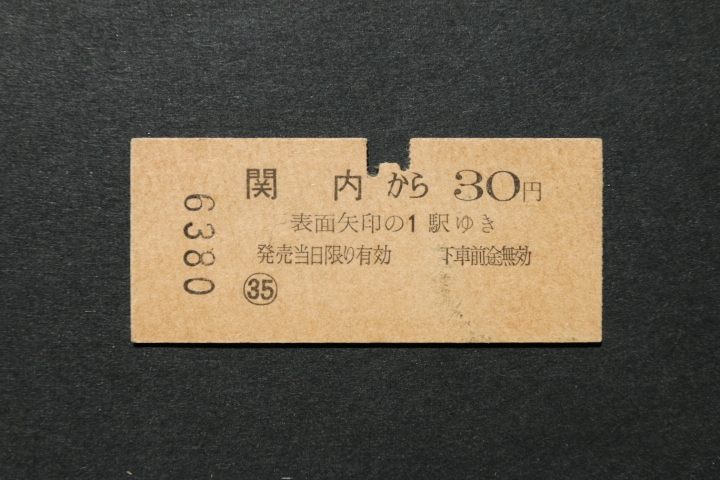 関内から 30円
表面矢印の1駅ゆき
発売当日限り有効 下車前途無効
㉟
6380